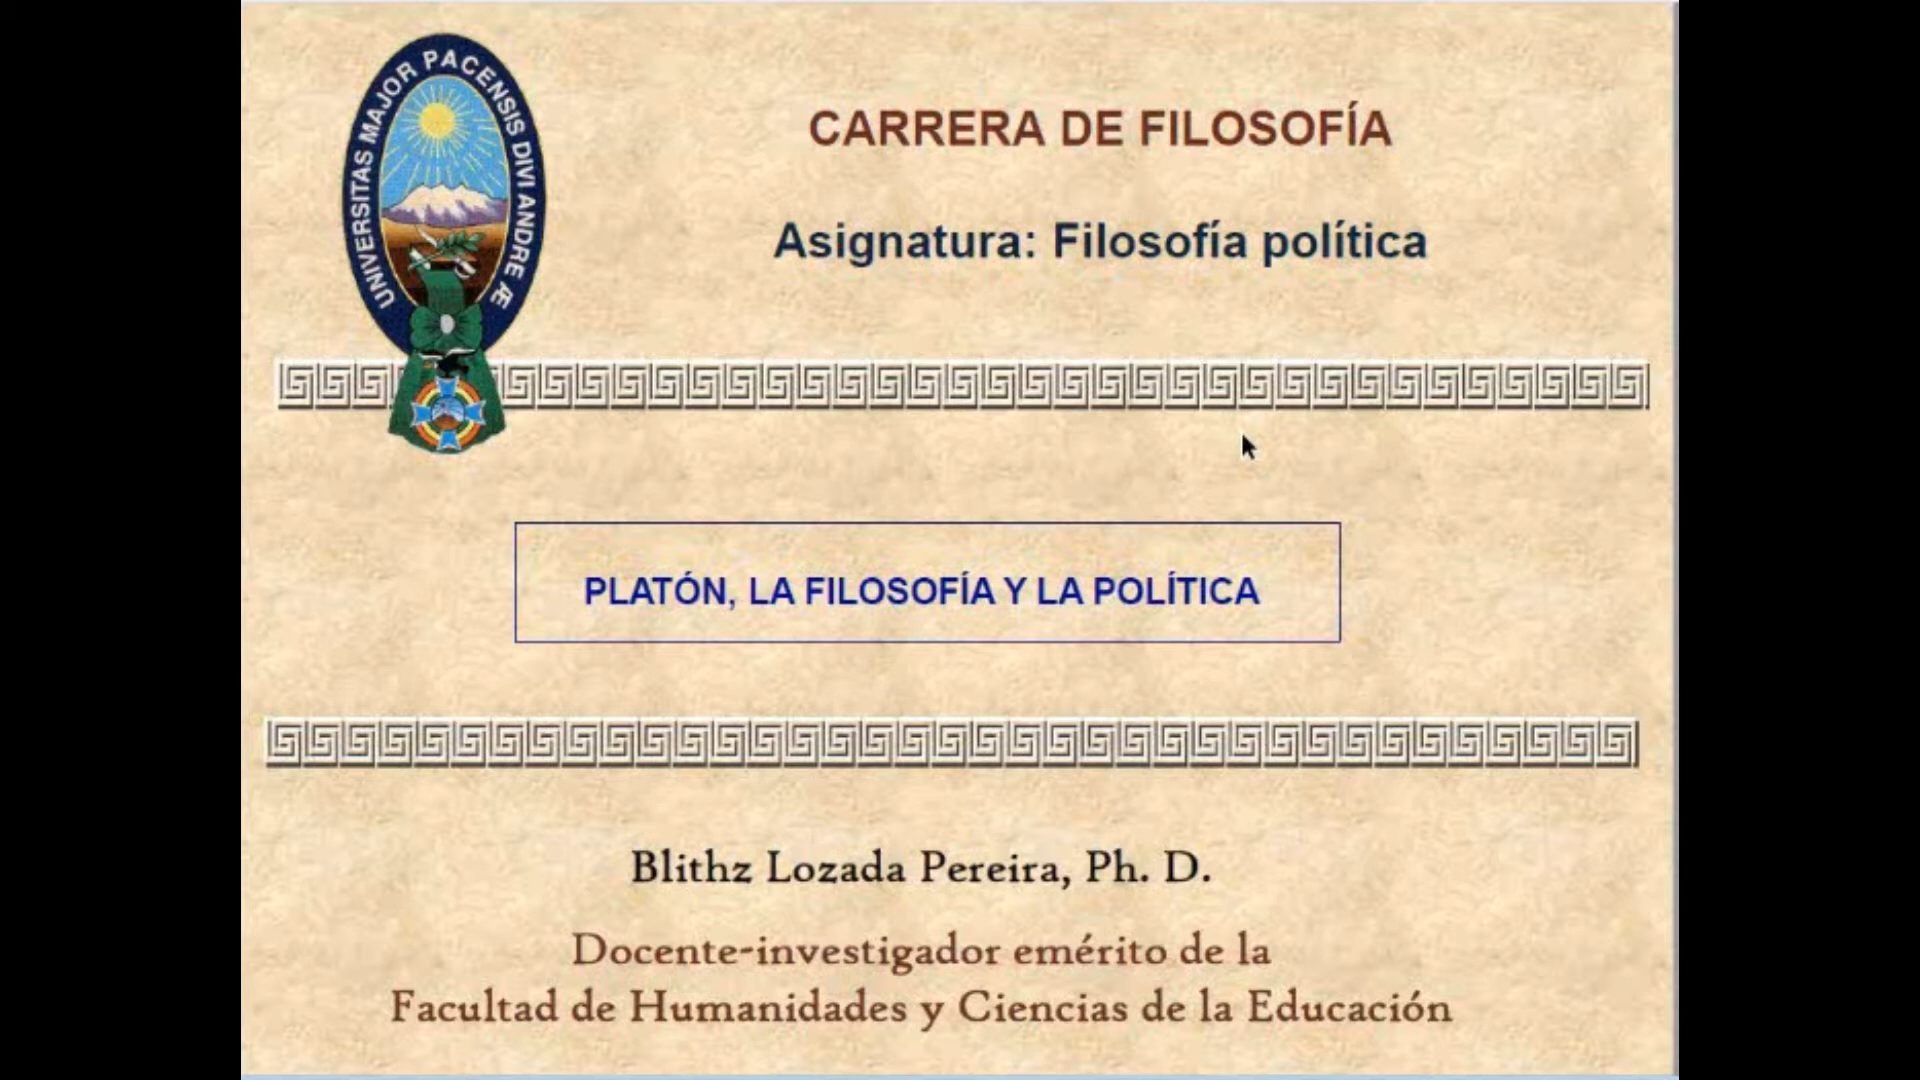 UNIVERSITAS MAJOR PACENSIS DIVI ANDRE Æ
CARRERA DE FILOSOFÍA
Asignatura: Filosofía política
PLATÓN, LA FILOSOFÍA Y LA POLÍTICA
Blithz Lozada Pereira, Ph. D.
Docente-investigador emérito de la
Facultad de Humanidades y Ciencias de la Educación